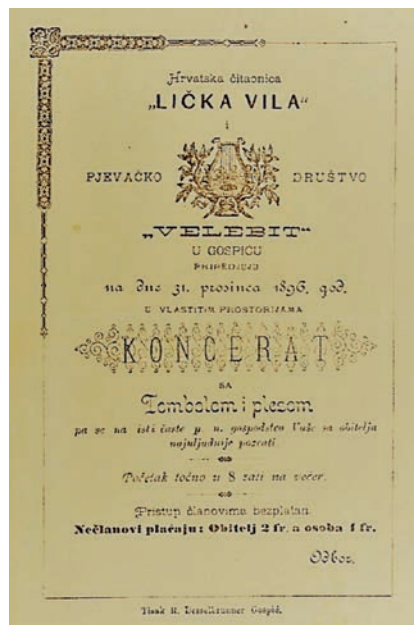 Hrvatska čitaonica
„LIČKA VILA“
i
PJEVAČKO DRUŠTVO
„VELEBIT“
U GOSPIĆU
PRIREĐUJU
na dne 31. prosinca 1896. god.
U VLASTITIM PROSTORIJAMA
KONCERAT
SA
Tombolom i plesom
pa se na isti časte p. n. gospodstvo Vaše sa obitelju
najuljudnije pozvati
Početak točno u 8 sati na večer.
Pristup članovima bezplatan.
Nečlanovi plaćaju: Obitelj 2 fr. a osoba 1 fr.
Odbor.
Tisak R. Desselbrunner Gospić.